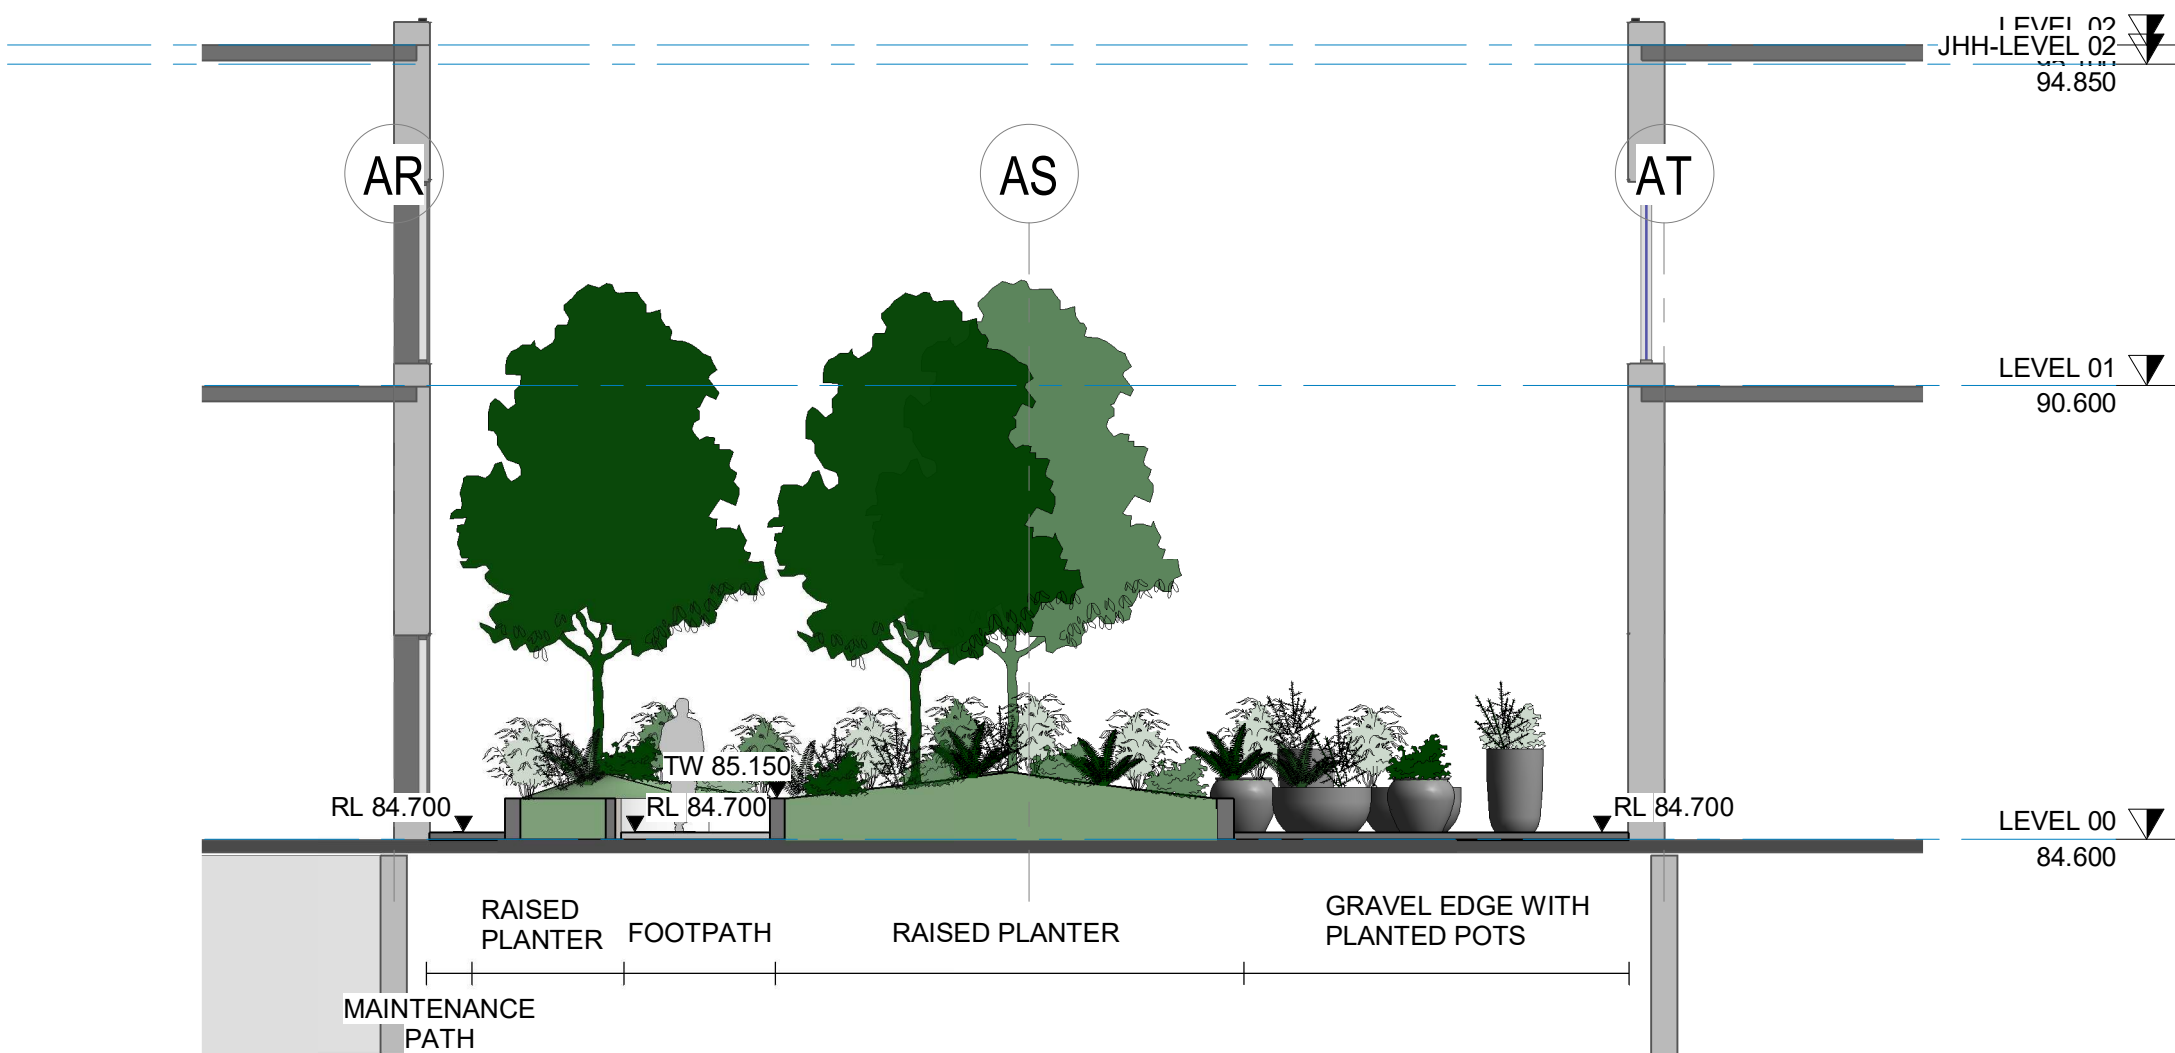 LEVEL 02
JHH-LEVEL 02
94.850
AR
AS
AT
LEVEL 01
90.600
TW 85.150
RL 84.700
RL 84.700
RL 84.700
LEVEL 00
84.600
RAISED
PLANTER
FOOTPATH
RAISED PLANTER
GRAVEL EDGE WITH
PLANTED POTS
MAINTENANCE
PATH